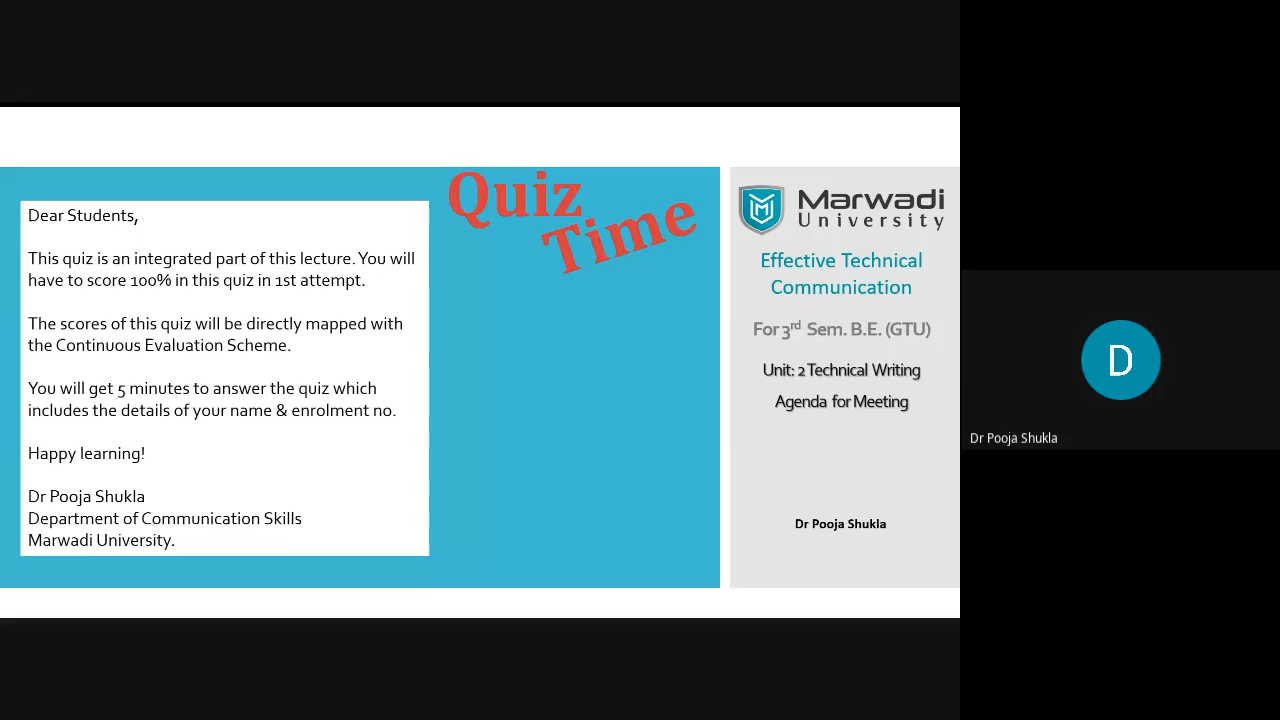 Dear Students,
This quiz is an integrated part of this lecture. You will
have to score 100% in this quiz in 1st attempt.
The scores of this quiz will be directly mapped with
the Continuous Evaluation Scheme.
You will get 5 minutes to answer the quiz which
includes the details of your name & enrolment no.
Happy learning!
Dr Pooja Shukla
Department of Communication Skills
Marwadi University.
Quiz
Time
Marwadi
University
Effective Technical
Communication
For 3rd Sem. B.E. (GTU)
Unit: 2 Technical Writing
Agenda for Meeting
Dr Pooja Shukla
D
Dr Pooja Shukla